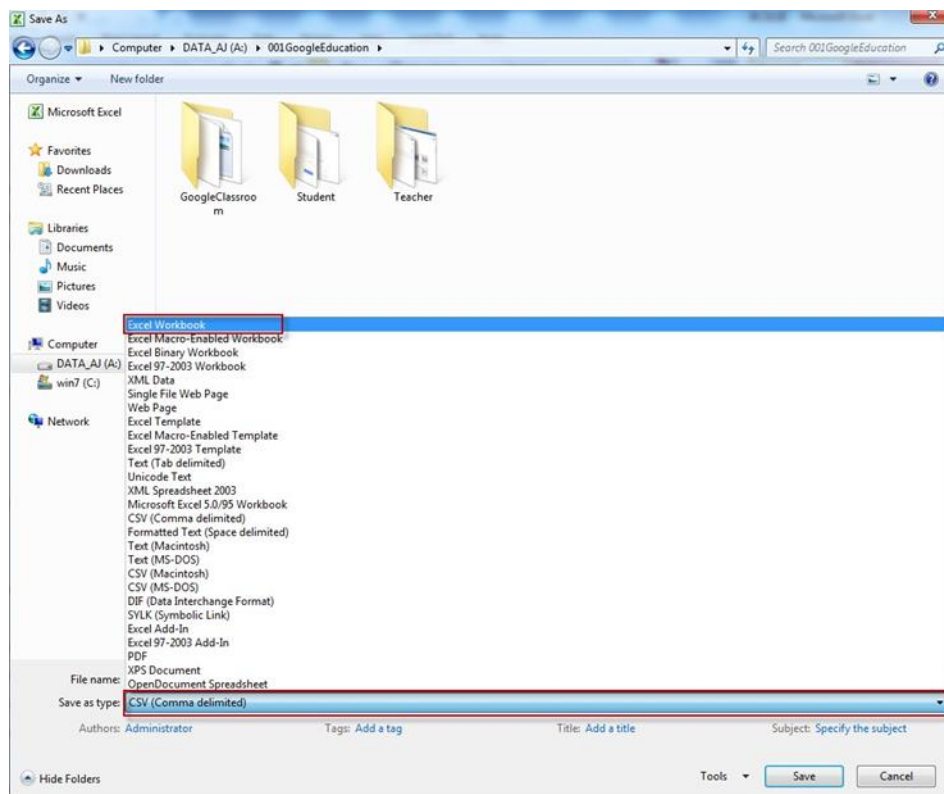 Save As
Computer ▸ DATA_AJ (A:) ▸ 001GoogleEducation ▸
Search 001GoogleEducation
Organize
New folder
Microsoft Excel
Favorites
Downloads
Recent Places
Libraries
Documents
Music
Pictures
Videos
Computer
DATA_AJ (A:)
win7 (C:)
Network
GoogleClassroo
m
Student
Teacher
Excel Workbook
Excel Macro-Enabled Workbook
Excel Binary Workbook
Excel 97-2003 Workbook
XML Data
Single File Web Page
Web Page
Excel Template
Excel Macro-Enabled Template
Excel 97-2003 Template
Text (Tab delimited)
Unicode Text
XML Spreadsheet 2003
Microsoft Excel 5.0/95 Workbook
CSV (Comma delimited)
Formatted Text (Space delimited)
Text (Macintosh)
Text (MS-DOS)
CSV (Macintosh)
CSV (MS-DOS)
DIF (Data Interchange Format)
SYLK (Symbolic Link)
Excel Add-In
Excel 97-2003 Add-In
PDF
XPS Document
OpenDocument Spreadsheet
File name:
Save as type: CSV (Comma delimited)
Authors: Administrator
Tags: Add a tag
Title: Add a title
Subject: Specify the subject
Hide Folders
Tools
Save
Cancel